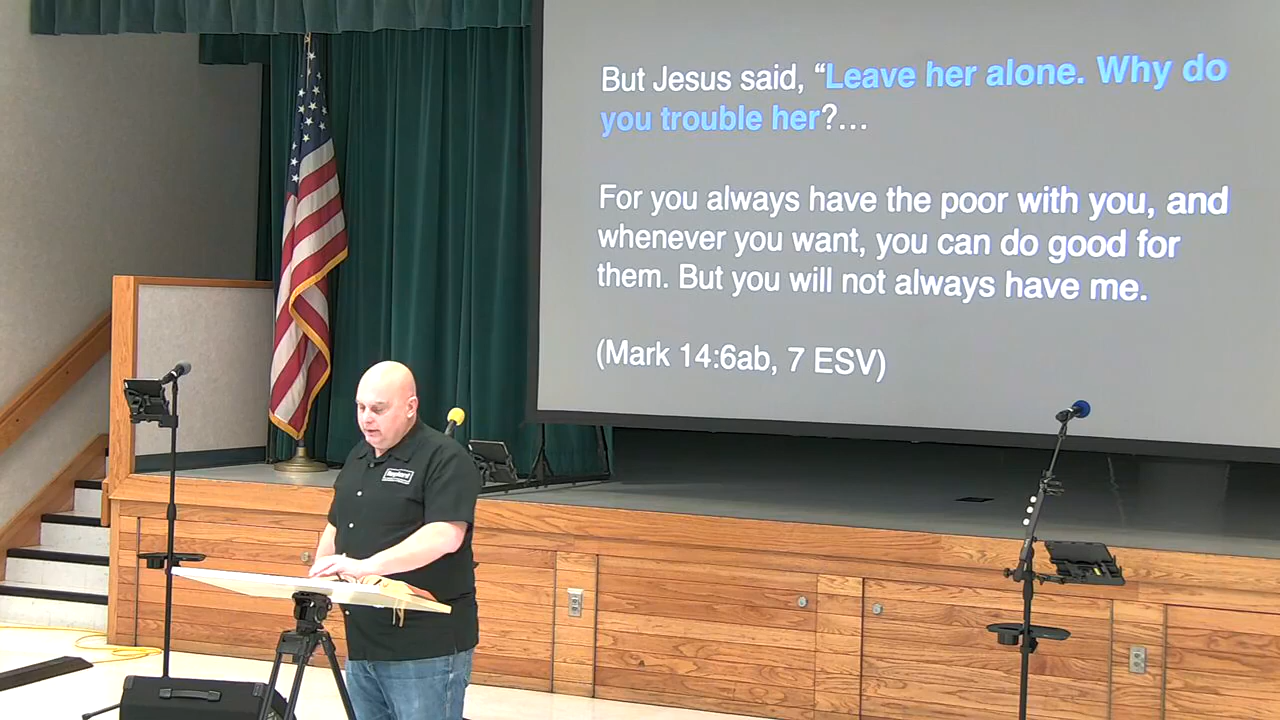 But Jesus said, “Leave her alone. Why do
you trouble her?…
For you always have the poor with you, and
whenever you want, you can do good for
them. But you will not always have me.
(Mark 14:6ab, 7 ESV)